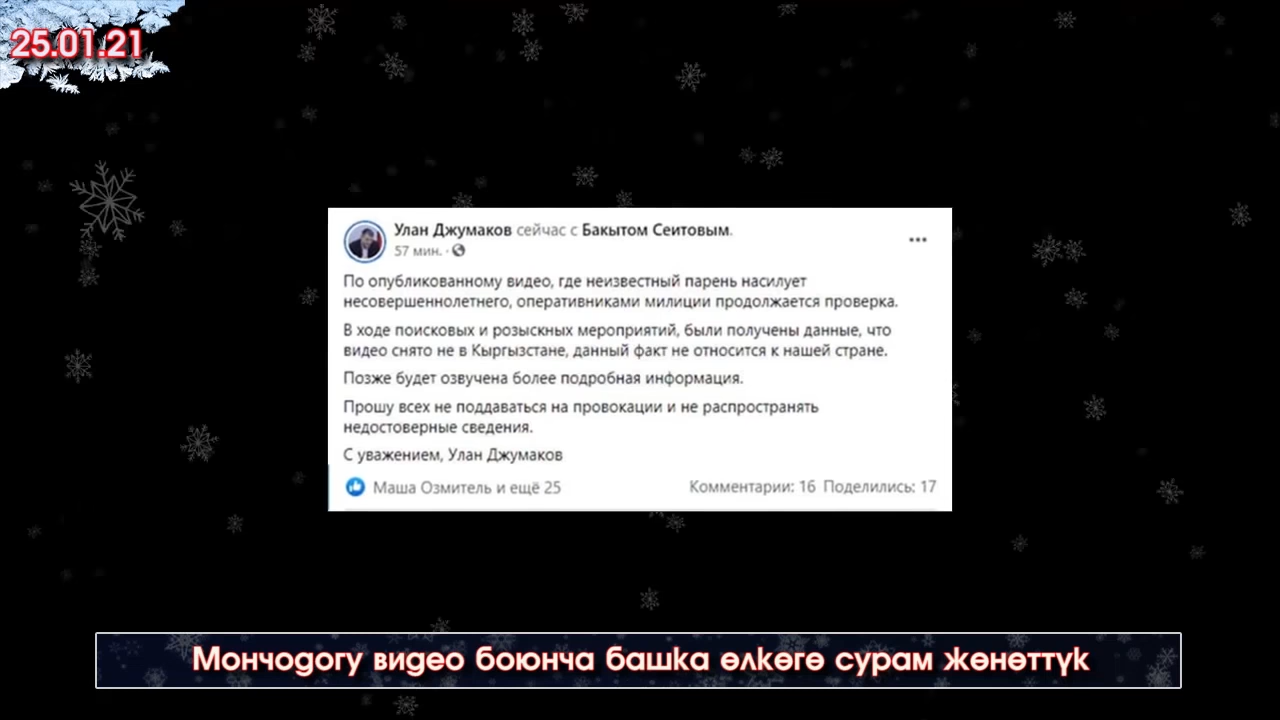 25.01.21
Улан Джумаков сейчас с Бакытом Сеитовым.
57 мин.
По опубликованному видео, где неизвестный парень насилует
несовершеннолетнего, оперативниками милиции продолжается проверка.
В ходе поисковых и розыскных мероприятий, были получены данные, что
видео снято не в Кыргызстане, данный факт не относится к нашей стране.
Позже будет озвучена более подробная информация.
Прошу всех не поддаваться на провокации и не распространять
недостоверные сведения.
С уважением, Улан Джумаков
Маша Озмитель и ещё 25 Комментарии: 16 Поделились: 17
Мончодогу видео боюнча башка өлкөгө сурам жөнөттүк